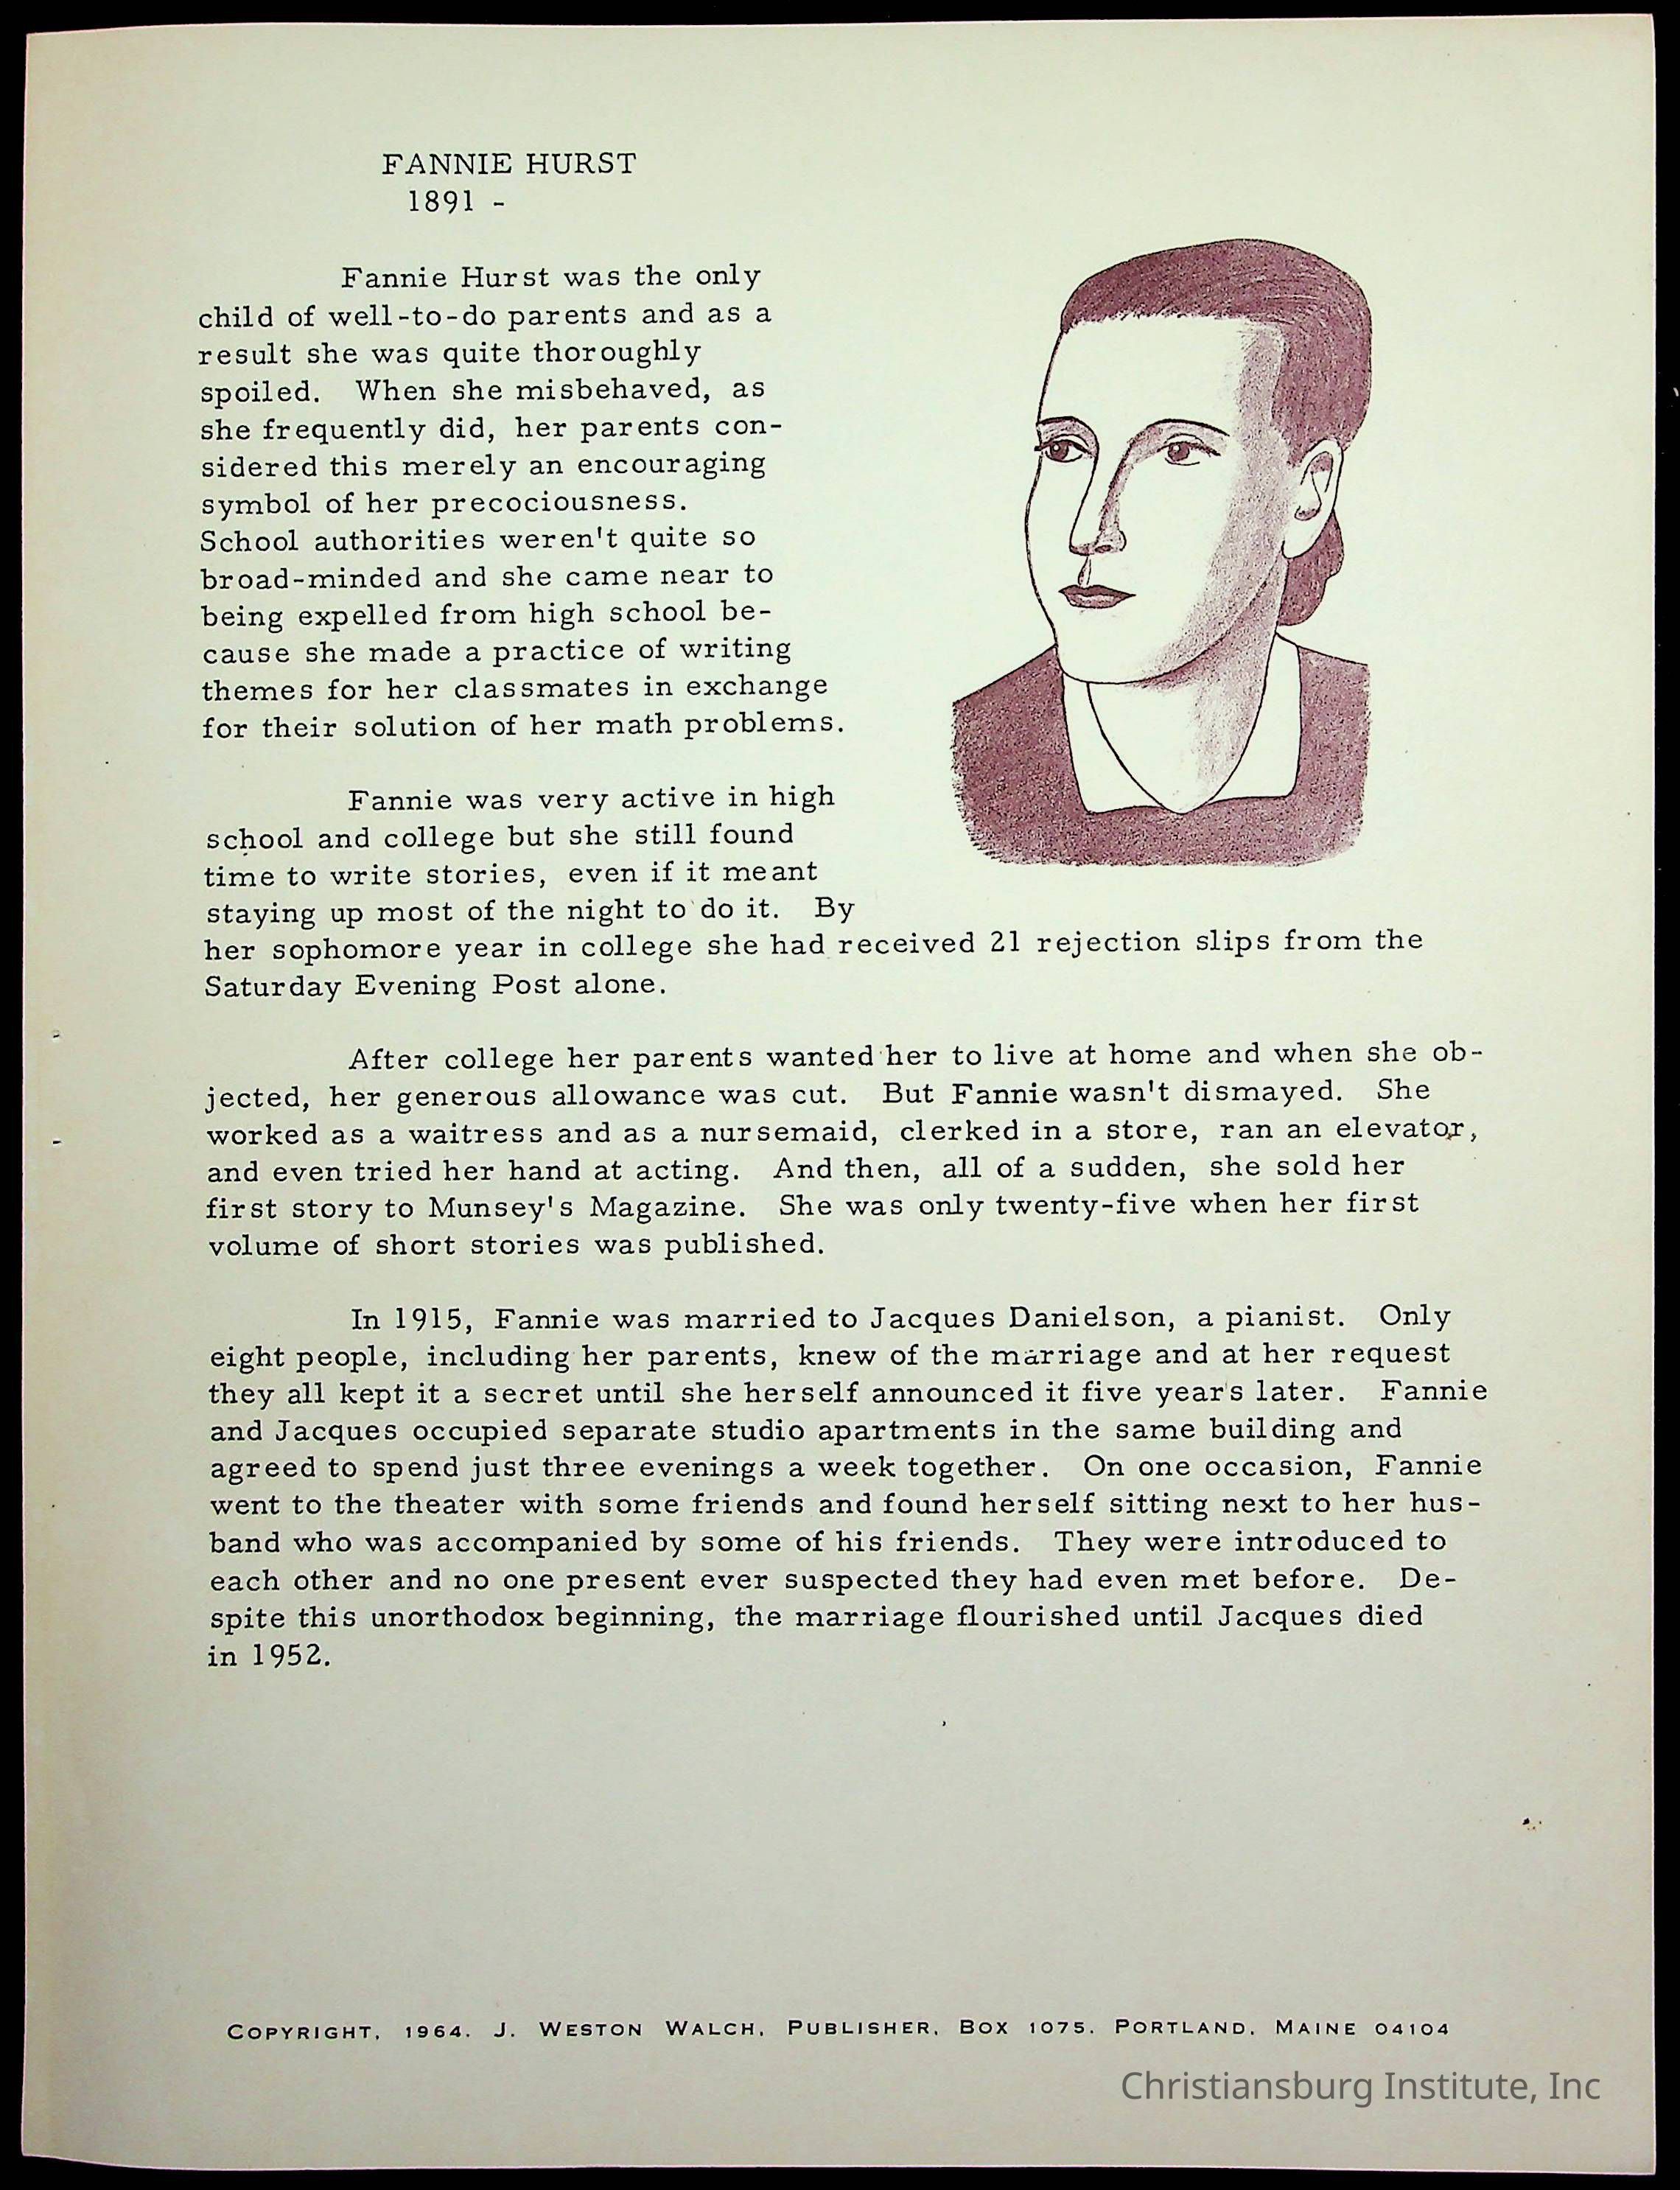 FANNIE HURST
1891 -
Fannie Hurst was the only
child of well-to-do parents and as a
result she was quite thoroughly
spoiled. When she misbehaved, as
she frequently did, her parents con-
sidered this merely an encouraging
symbol of her precociousness.
School authorities weren't quite so
broad-minded and she came near to
being expelled from high school be-
cause she made a practice of writing
themes for her classmates in exchange
for their solution of her math problems.
Fannie was very active in high
school and college but she still found
time to write stories, even if it meant
staying up most of the night to do it. By
her sophomore year in college she had received 21 rejection slips from the
Saturday Evening Post alone.
After college her parents wanted her to live at home and when she ob-
jected, her generous allowance was cut. But Fannie wasn't dismayed. She
worked as a waitress and as a nursemaid, clerked in a store, ran an elevator,
and even tried her hand at acting. And then, all of a sudden, she sold her
first story to Munsey's Magazine. She was only twenty-five when her first
volume of short stories was published.
In 1915, Fannie was married to Jacques Danielson, a pianist. Only
eight people, including her parents, knew of the marriage and at her request
they all kept it a secret until she herself announced it five years later. Fannie
and Jacques occupied separate studio apartments in the same building and
agreed to spend just three evenings a week together. On one occasion, Fannie
went to the theater with some friends and found herself sitting next to her hus-
band who was accompanied by some of his friends. They were introduced to
each other and no one present ever suspected they had even met before. De-
spite this unorthodox beginning, the marriage flourished until Jacques died
in 1952.
COPYRIGHT, 1964. J. WESTON WALCH, PUBLISHER, BOX 1075. PORTLAND, MAINE 04104
Christiansburg Institute, Inc